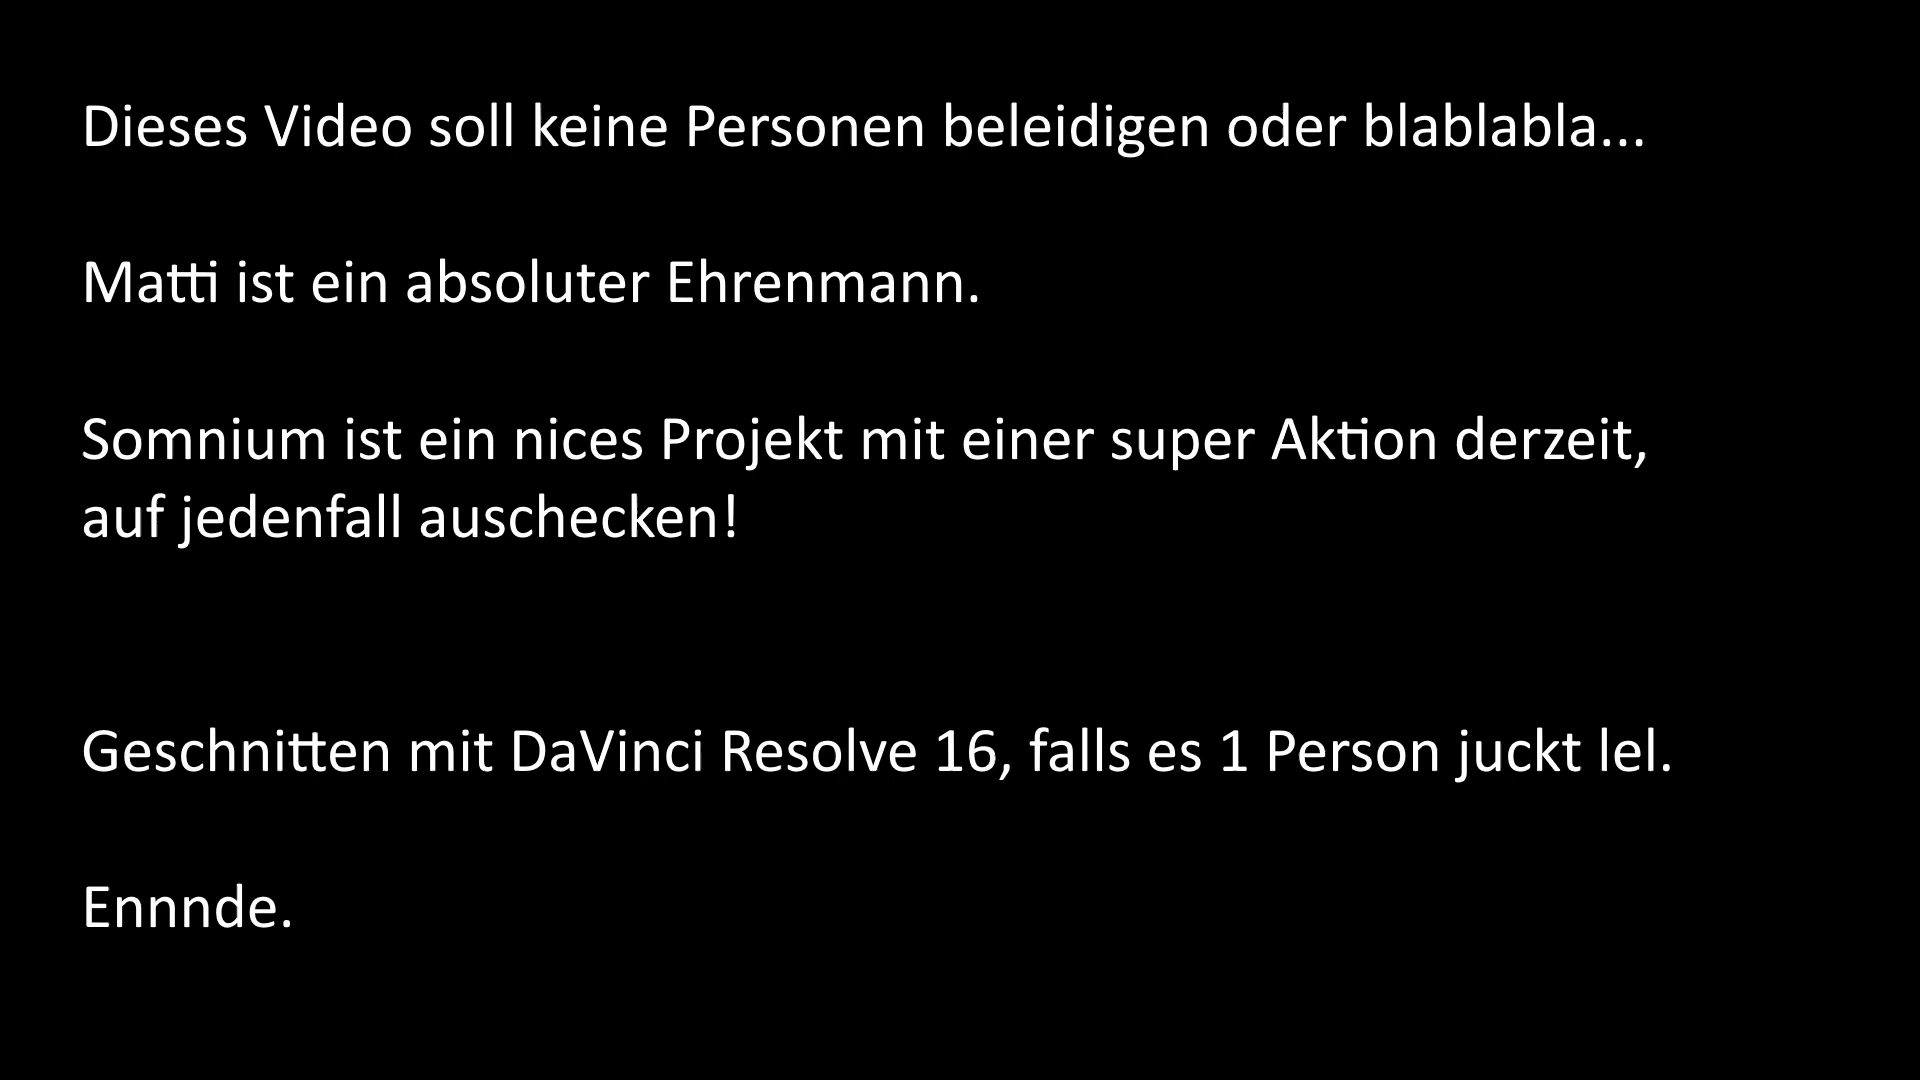 Dieses Video soll keine Personen beleidigen oder blablabla...
Matti ist ein absoluter Ehrenmann.
Somnium ist ein nices Projekt mit einer super Aktion derzeit,
auf jedenfall auschecken!
Geschnitten mit DaVinci Resolve 16, falls es 1 Person juckt lel.
Ennnde.